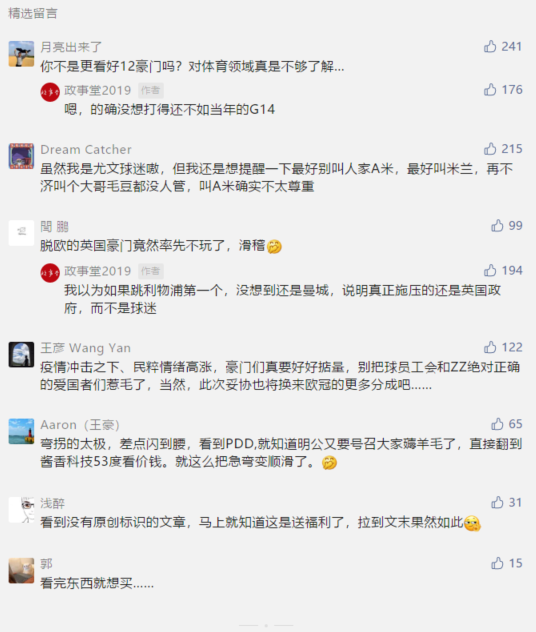 精选留言
月亮出来了 241
你不是更看好12豪门吗？对体育领域真是不够了解...
政事堂2019 作者 176
嗯，的确没想打得还不如当年的G14
Dream Catcher 215
虽然我是尤文球迷嗷，但我还是想提醒一下最好别叫人家A米，最好叫米兰，再不
济叫个大哥毛豆都没人管，叫A米确实不太尊重
閲 鵬 99
脱欧的英国豪门竟然率先不玩了，滑稽🤣
政事堂2019 作者 194
我以为如果跳利物浦第一个，没想到还是曼城，说明真正施压的还是英国政
府，而不是球迷
王彦 Wang Yan 122
疫情冲击之下、民粹情绪高涨，豪门们真要好好掂量，别把球员工会和ZZ绝对正确
的爱国者们惹毛了，当然，此次妥协也将换来欧冠的更多分成吧......
Aaron（王豪） 65
弯拐的太极，差点闪到腰，看到PDD,就知道明公又要号召大家薅羊毛了，直接翻到
酱香科技53度看价钱。就这么把急弯变顺滑了。🤣
浅醉 31
看到没有原创标识的文章，马上就知道这是送福利了，拉到文末果然如此
郭 15
看完东西就想买......